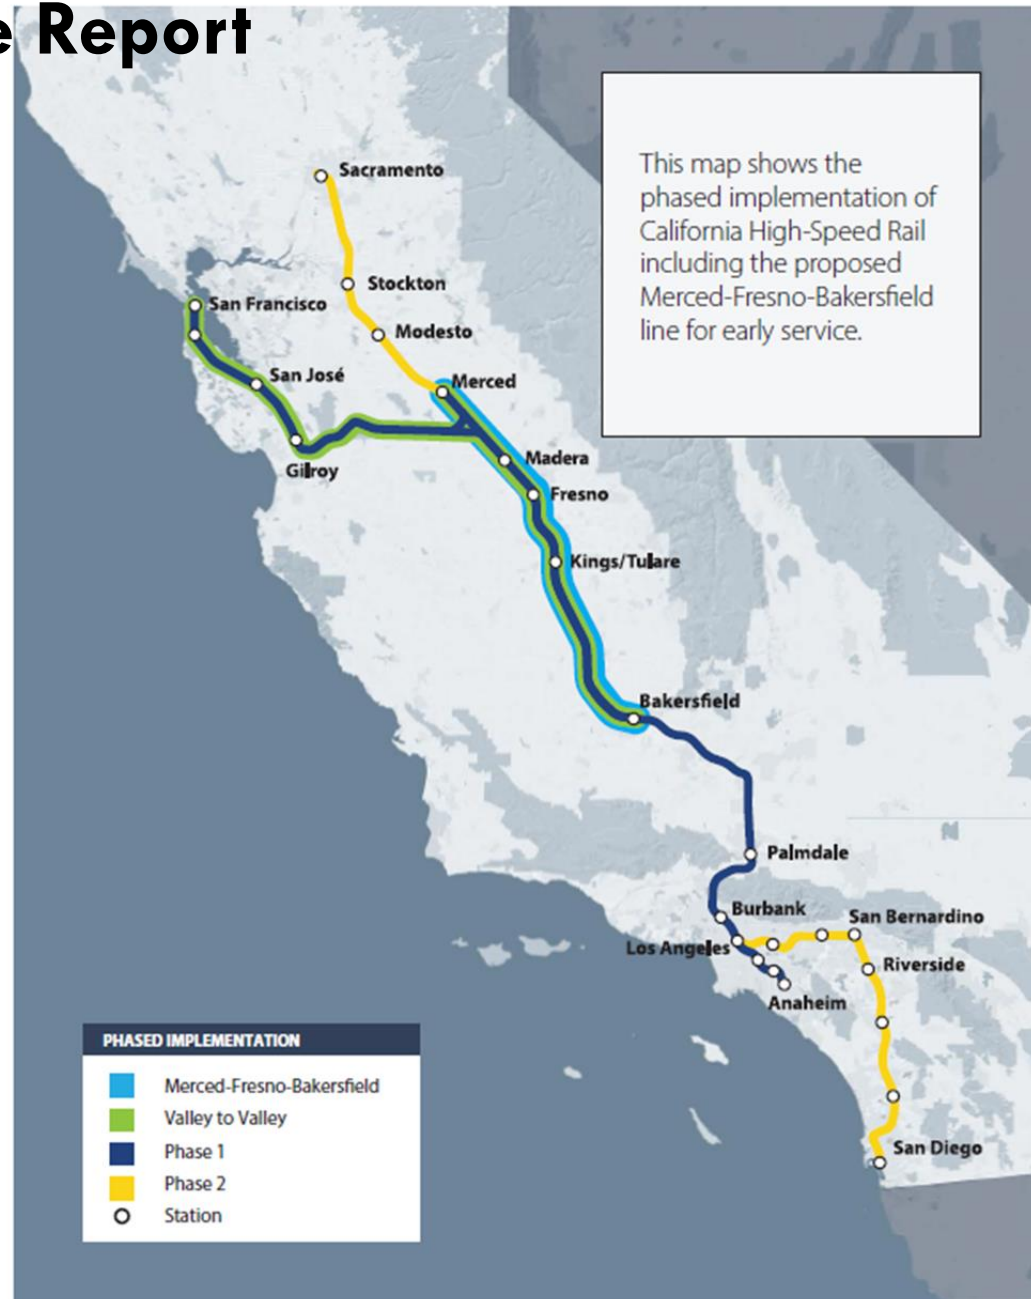 e Report
This map shows the
phased implementation of
California High-Speed Rail
including the proposed
Merced-Fresno-Bakersfield
line for early service.
Sacramento
Stockton
San Francisco
Modesto
San José
Merced
Gilroy
Madera
Fresno
Kings/Tulare
Bakersfield
Palmdale
Burbank
San Bernardino
Los Angeles
Riverside
Anaheim
San Diego
PHASED IMPLEMENTATION
Merced-Fresno-Bakersfield
Valley to Valley
Phase 1
Phase 2
Station